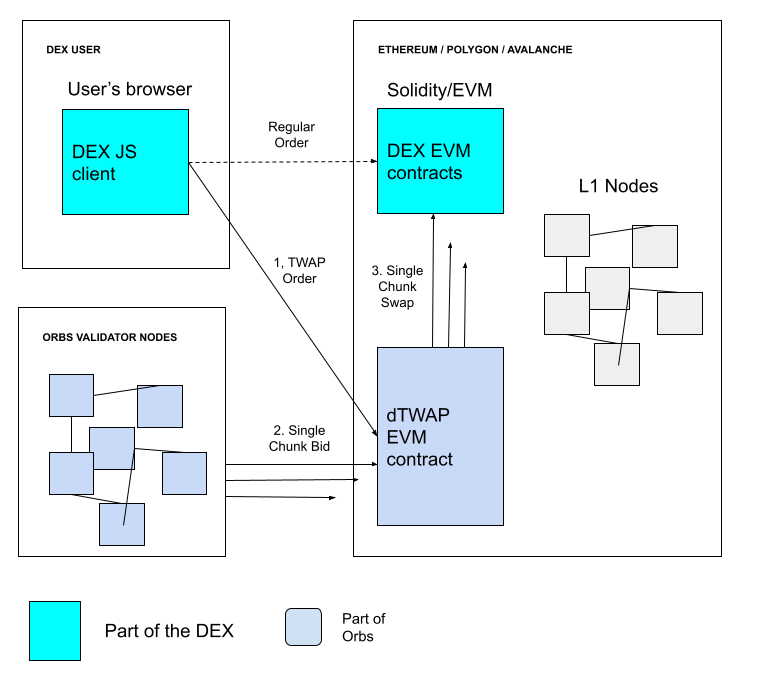 DEX USER
User's browser
DEX JS
client
Regular
Order
ETHEREUM / POLYGON / AVALANCHE
Solidity/EVM
DEX EVM
contracts
L1 Nodes
1, TWAP
Order
3. Single
Chunk
Swap
ORBS VALIDATOR NODES
2. Single
Chunk Bid
dTWAP
EVM
contract
Part of the DEX
Part of
Orbs